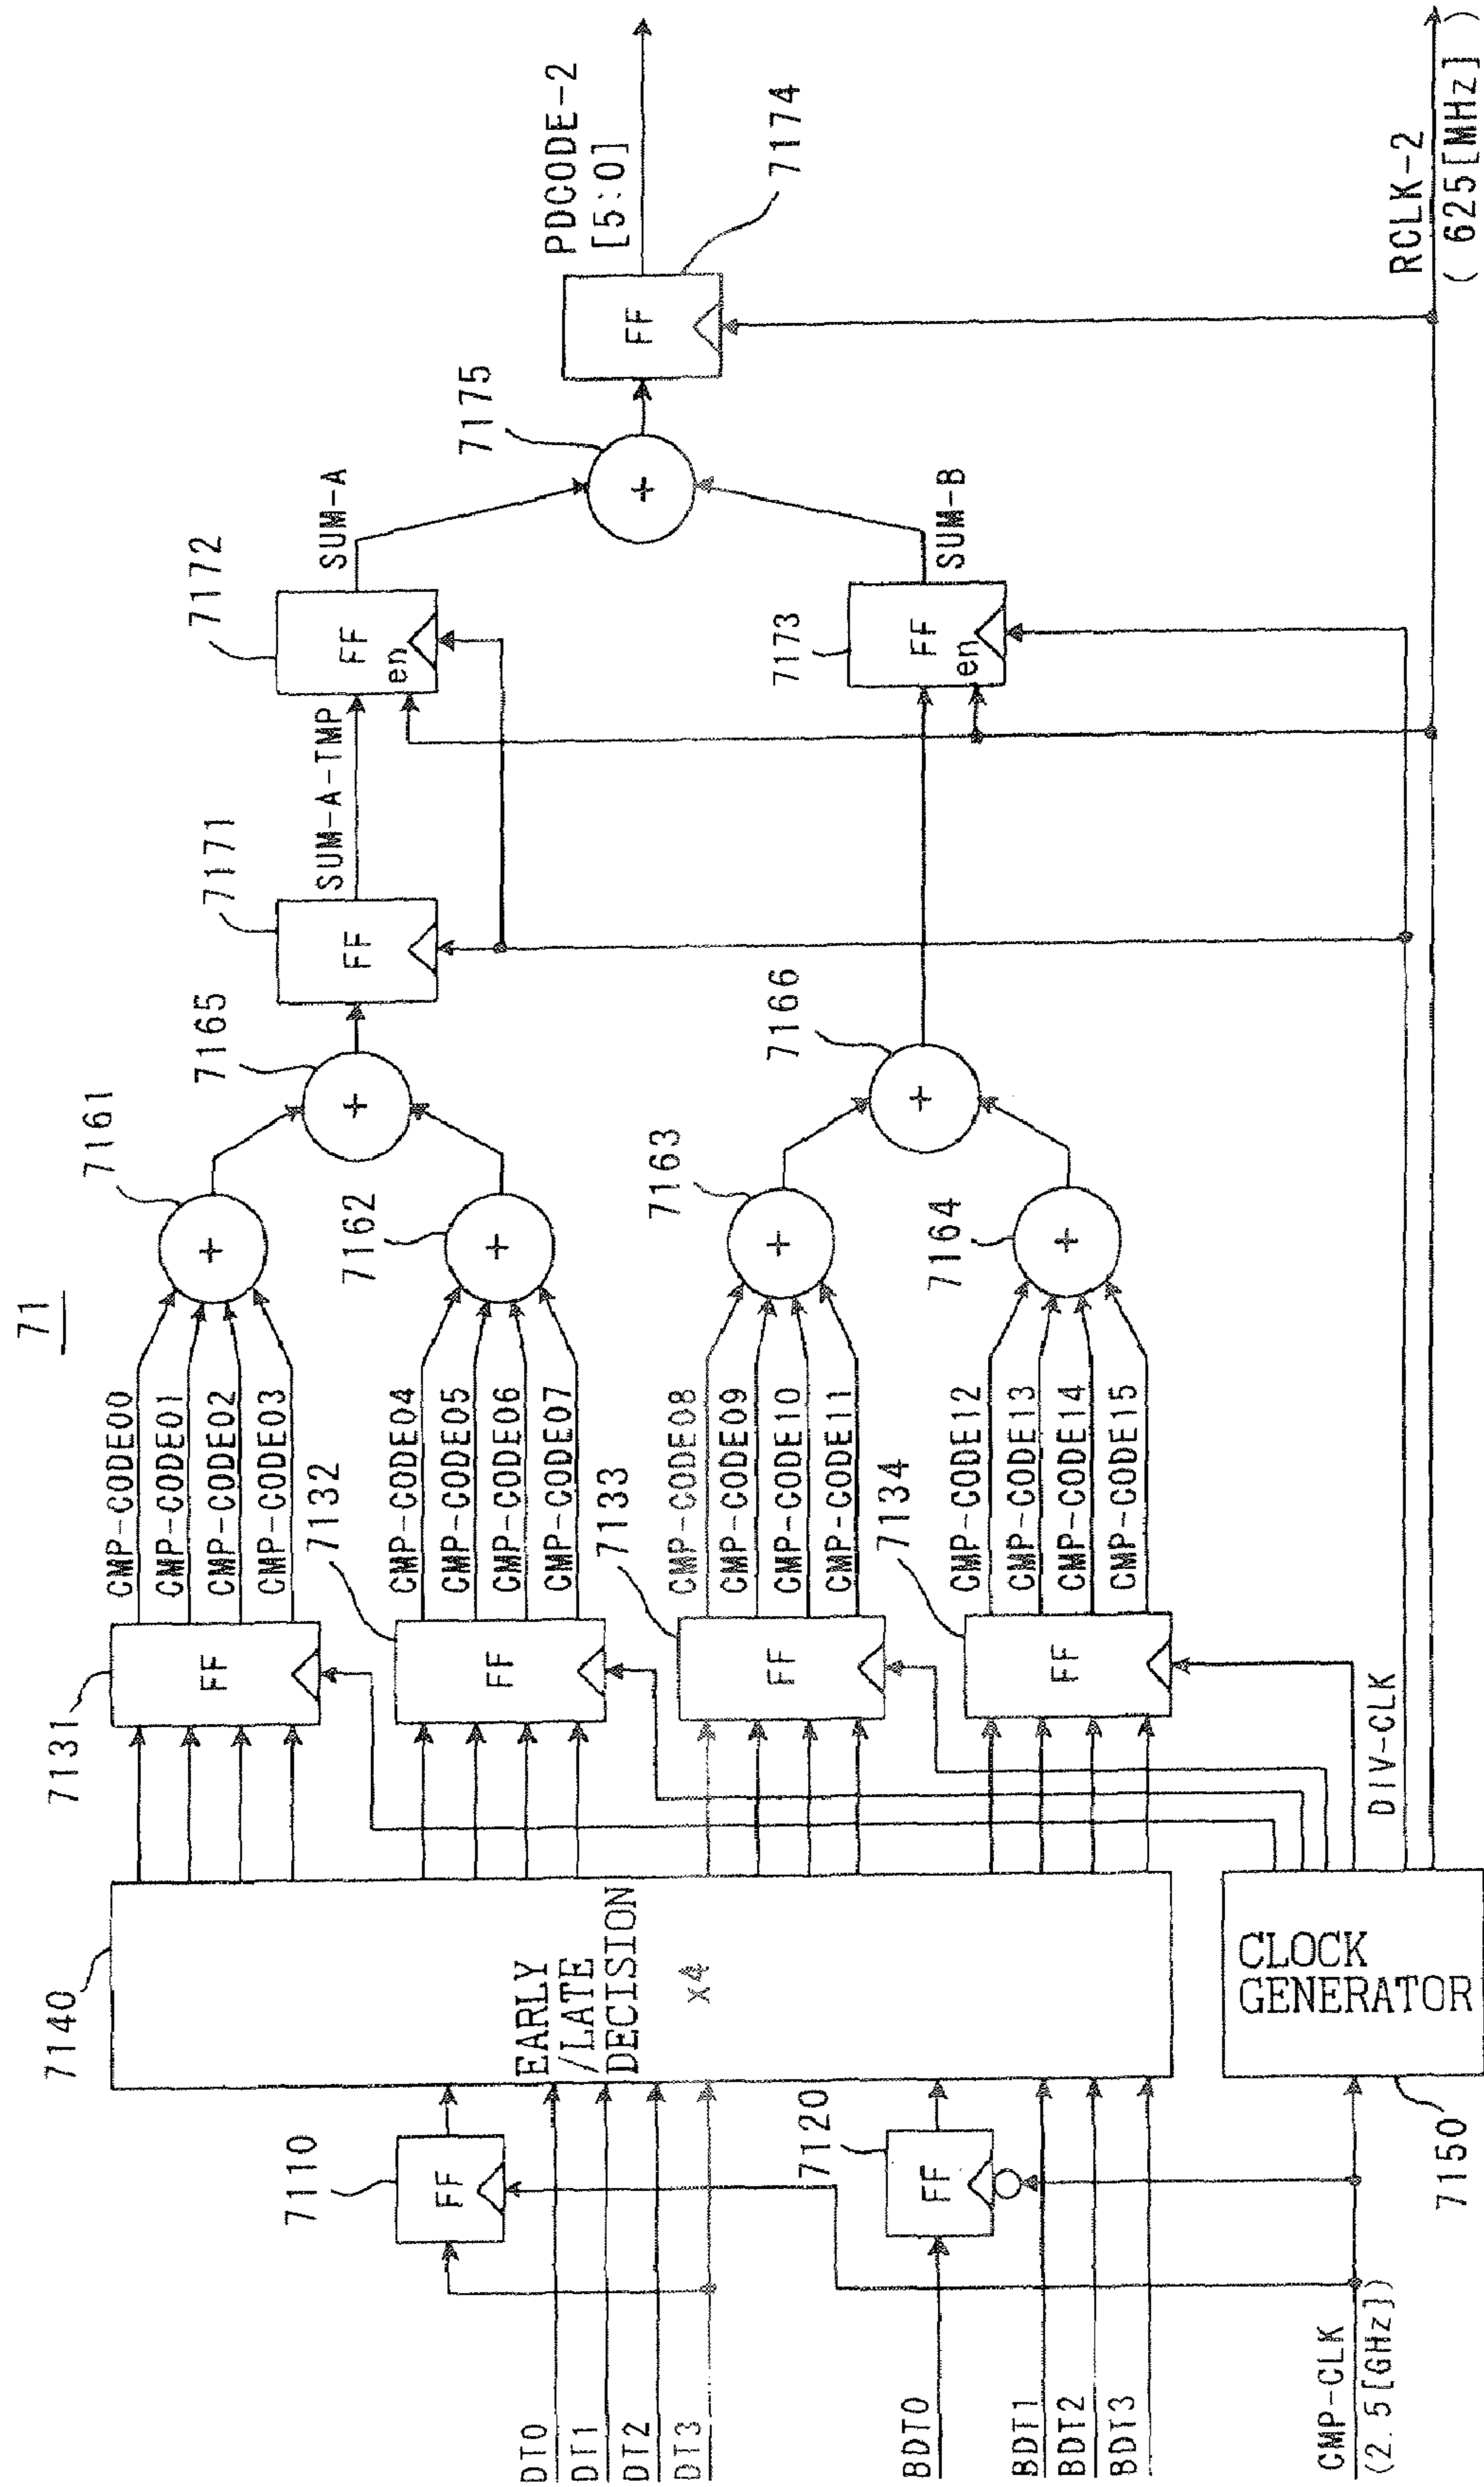 71
DT0
DT1
DT2
DT3
BDT0
BDT1
BDT2
BDT3
CMP-CLK
(2.5[GHz])
7110
FF
7120
FF
7140
EARLY
/LATE
DECISION
x4
7150
CLOCK
GENERATOR
7131
FF
7132
FF
7133
FF
7134
FF
DIV-CLK
CMP-CODE00
CMP-CODE01
CMP-CODE02
CMP-CODE03
CMP-CODE04
CMP-CODE05
CMP-CODE06
CMP-CODE07
CMP-CODE08
CMP-CODE09
CMP-CODE10
CMP-CODE11
CMP-CODE12
CMP-CODE13
CMP-CODE14
CMP-CODE15
7161
+
7162
+
7163
+
7164
+
7165
+
7166
+
7171
FF
SUM-A-TMP
7172
FF
en
SUM-A
7173
FF
en
SUM-B
7175
+
7174
FF
PDCODE-2
[5:0]
RCLK-2
( 625[MHz] )